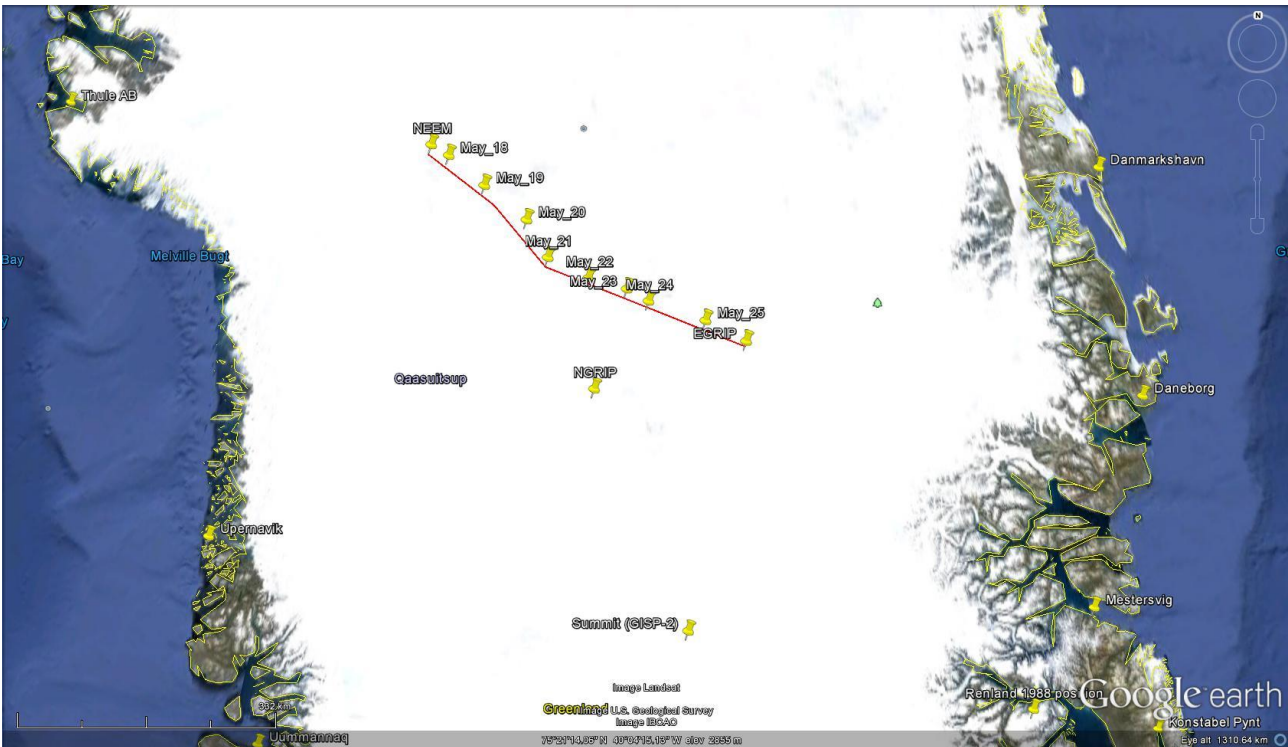 N
Thule AB
NEEM
May_18
Danmarkshavn
May_19
May_20
May_21
Melville Bugt
Bay
May_22
May_23
May_24
May_25
EGRIP
NGRIP
Qaasuitsup
Daneborg
Upernavik
Mestersvig
Summit (GISP-2)
Image Landsat
Renland 1988 position
Google earth
Greenland
Image U.S. Geological Survey
Image IBCAO
Konstabel Pynt
Uummannaq
Eye alt 1310.64 km